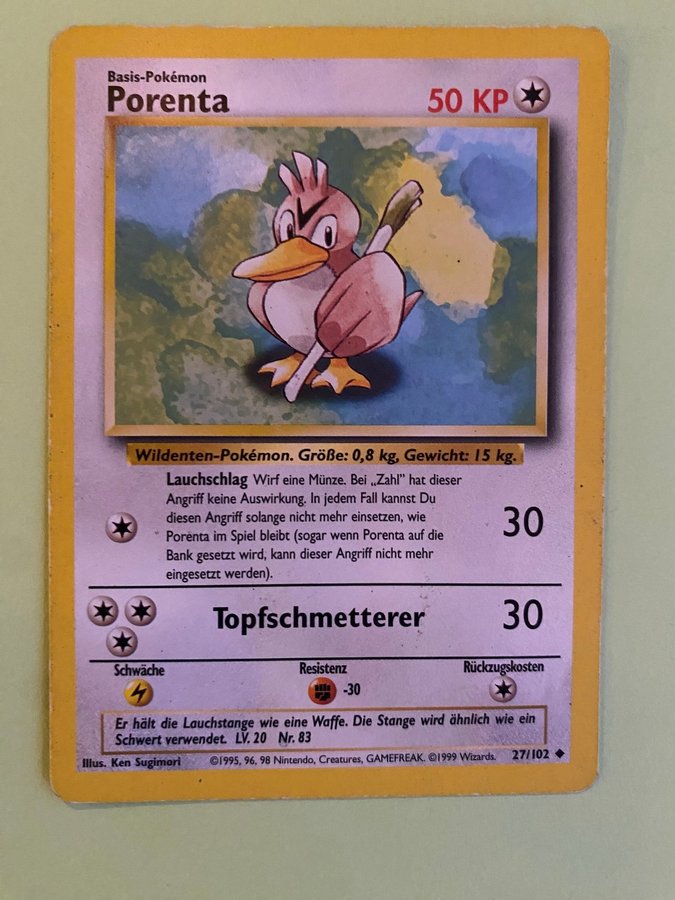 Basis-Pokémon
Porenta
50 KP
Wildenten-Pokémon. Größe: 0,8 kg, Gewicht: 15 kg.
Lauchschlag Wirf eine Münze. Bei „Zahl" hat dieser
Angriff keine Auswirkung. In jedem Fall kannst Du
diesen Angriff solange nicht mehr einsetzen, wie
Porenta im Spiel bleibt (sogar wenn Porenta auf die
Bank gesetzt wird, kann dieser Angriff nicht mehr
eingesetzt werden).
30
Topfschmetterer 30
Schwäche Resistenz Rückzugskosten
-30
Er hält die Lauchstange wie eine Waffe. Die Stange wird ähnlich wie ein
Schwert verwendet. LV. 20 Nr. 83
Illus. Ken Sugimori ©1995, 96, 98 Nintendo, Creatures, GAMEFREAK. ©1999 Wizards. 27/102